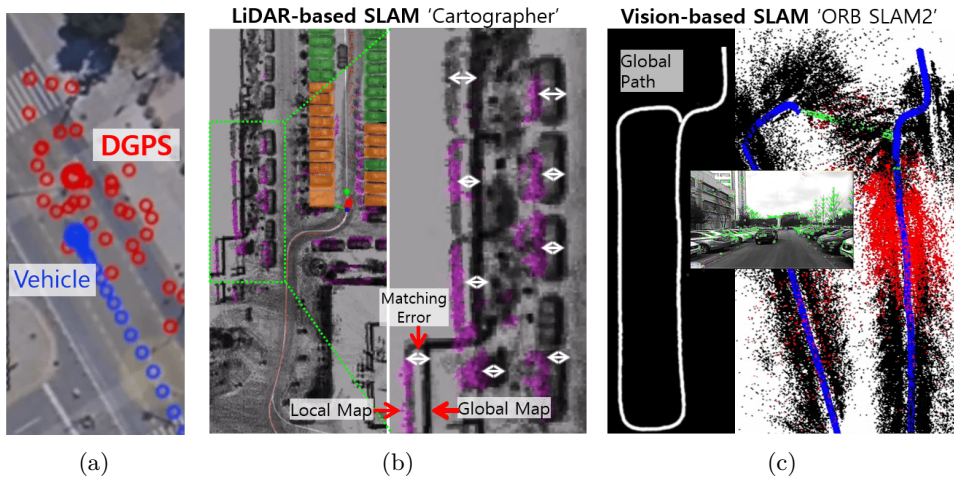 LiDAR-based SLAM 'Cartographer'
Vision-based SLAM 'ORB SLAM2'
DGPS
Vehicle
Matching
Error
Local Map
Global Map
Global
Path
(a)
(b)
(c)